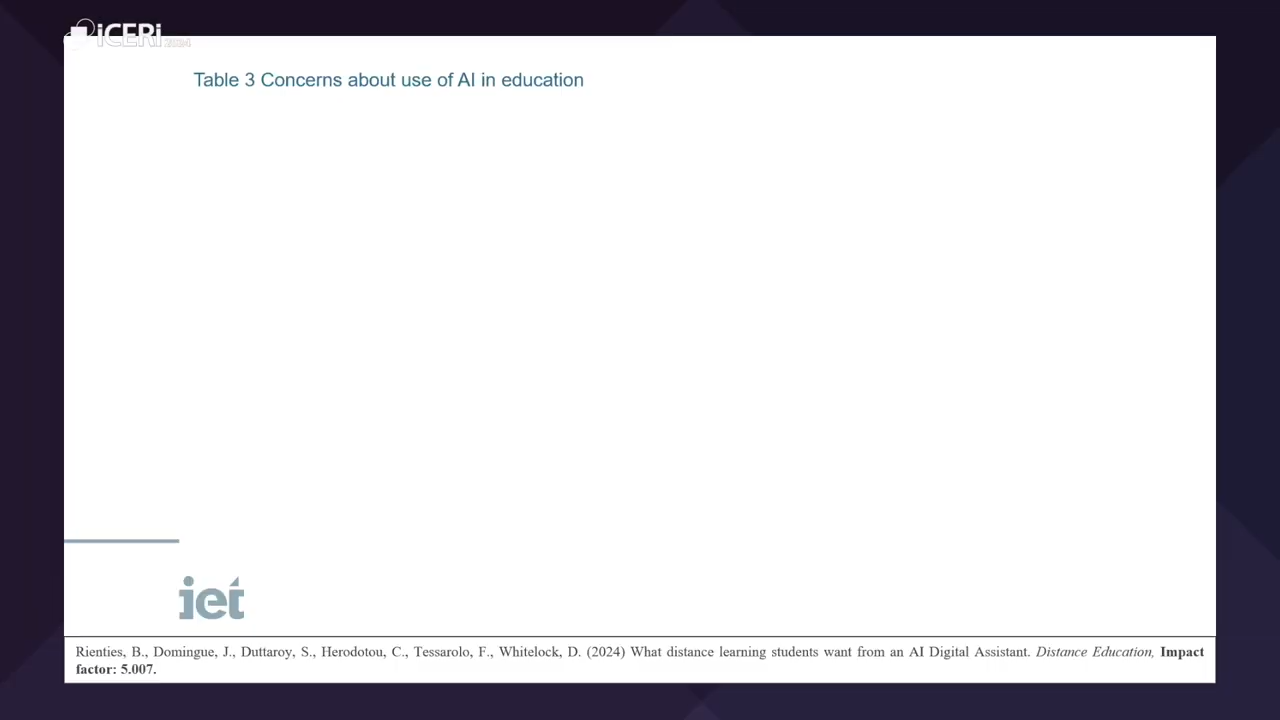 iCERi 2024
Table 3 Concerns about use of AI in education
iet
Rienties, B., Domingue, J., Duttaroy, S., Herodotou, C., Tessarolo, F., Whitelock, D. (2024) What distance learning students want from an AI Digital Assistant. Distance Education, Impact
factor: 5.007.